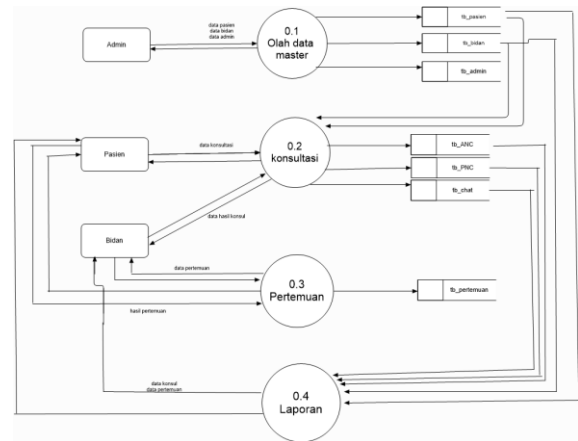 Admin
data pasien
data bidan
data admin
0.1
Olah data
master
tb_pasien
tb_bidan
tb_admin
Pasien
data konsultasi
0.2
konsultasi
tb_ANC
tb_PNC
tb_chat
data hasil konsul
Bidan
data pertemuan
0.3
Pertemuan
tb_pertemuan
hasil pertemuan
data konsul
data pertemuan
0.4
Laporan